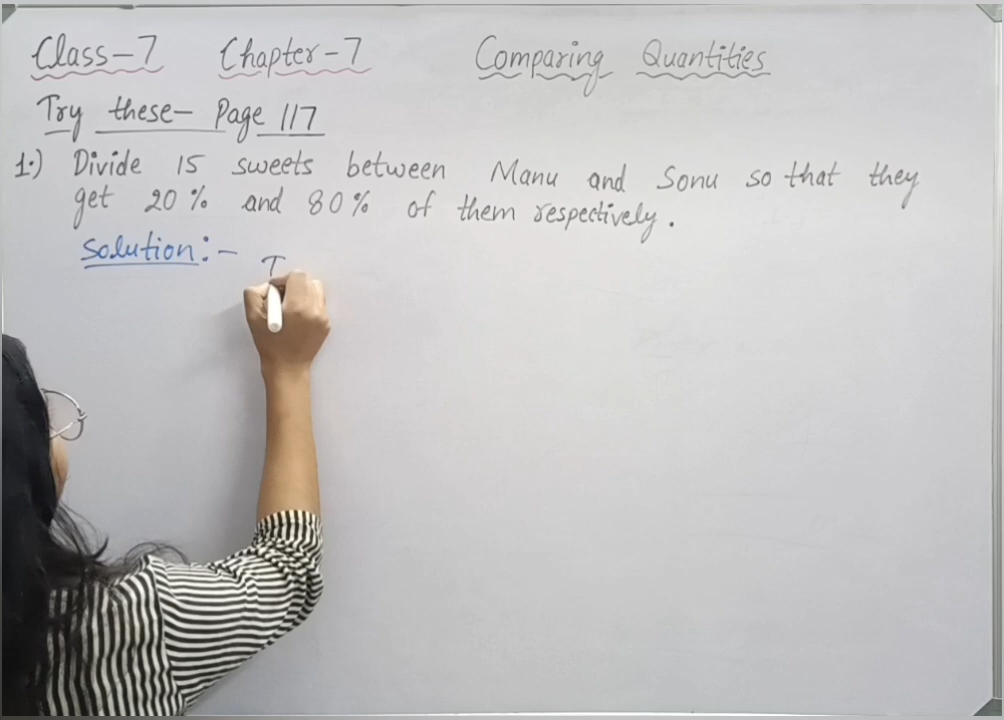 Class-7 Chapter-7 Comparing Quantities
Try these- Page 117
1.) Divide 15 sweets between Manu and Sonu so that they
get 20% and 80% of them respectively.
Solution:- T